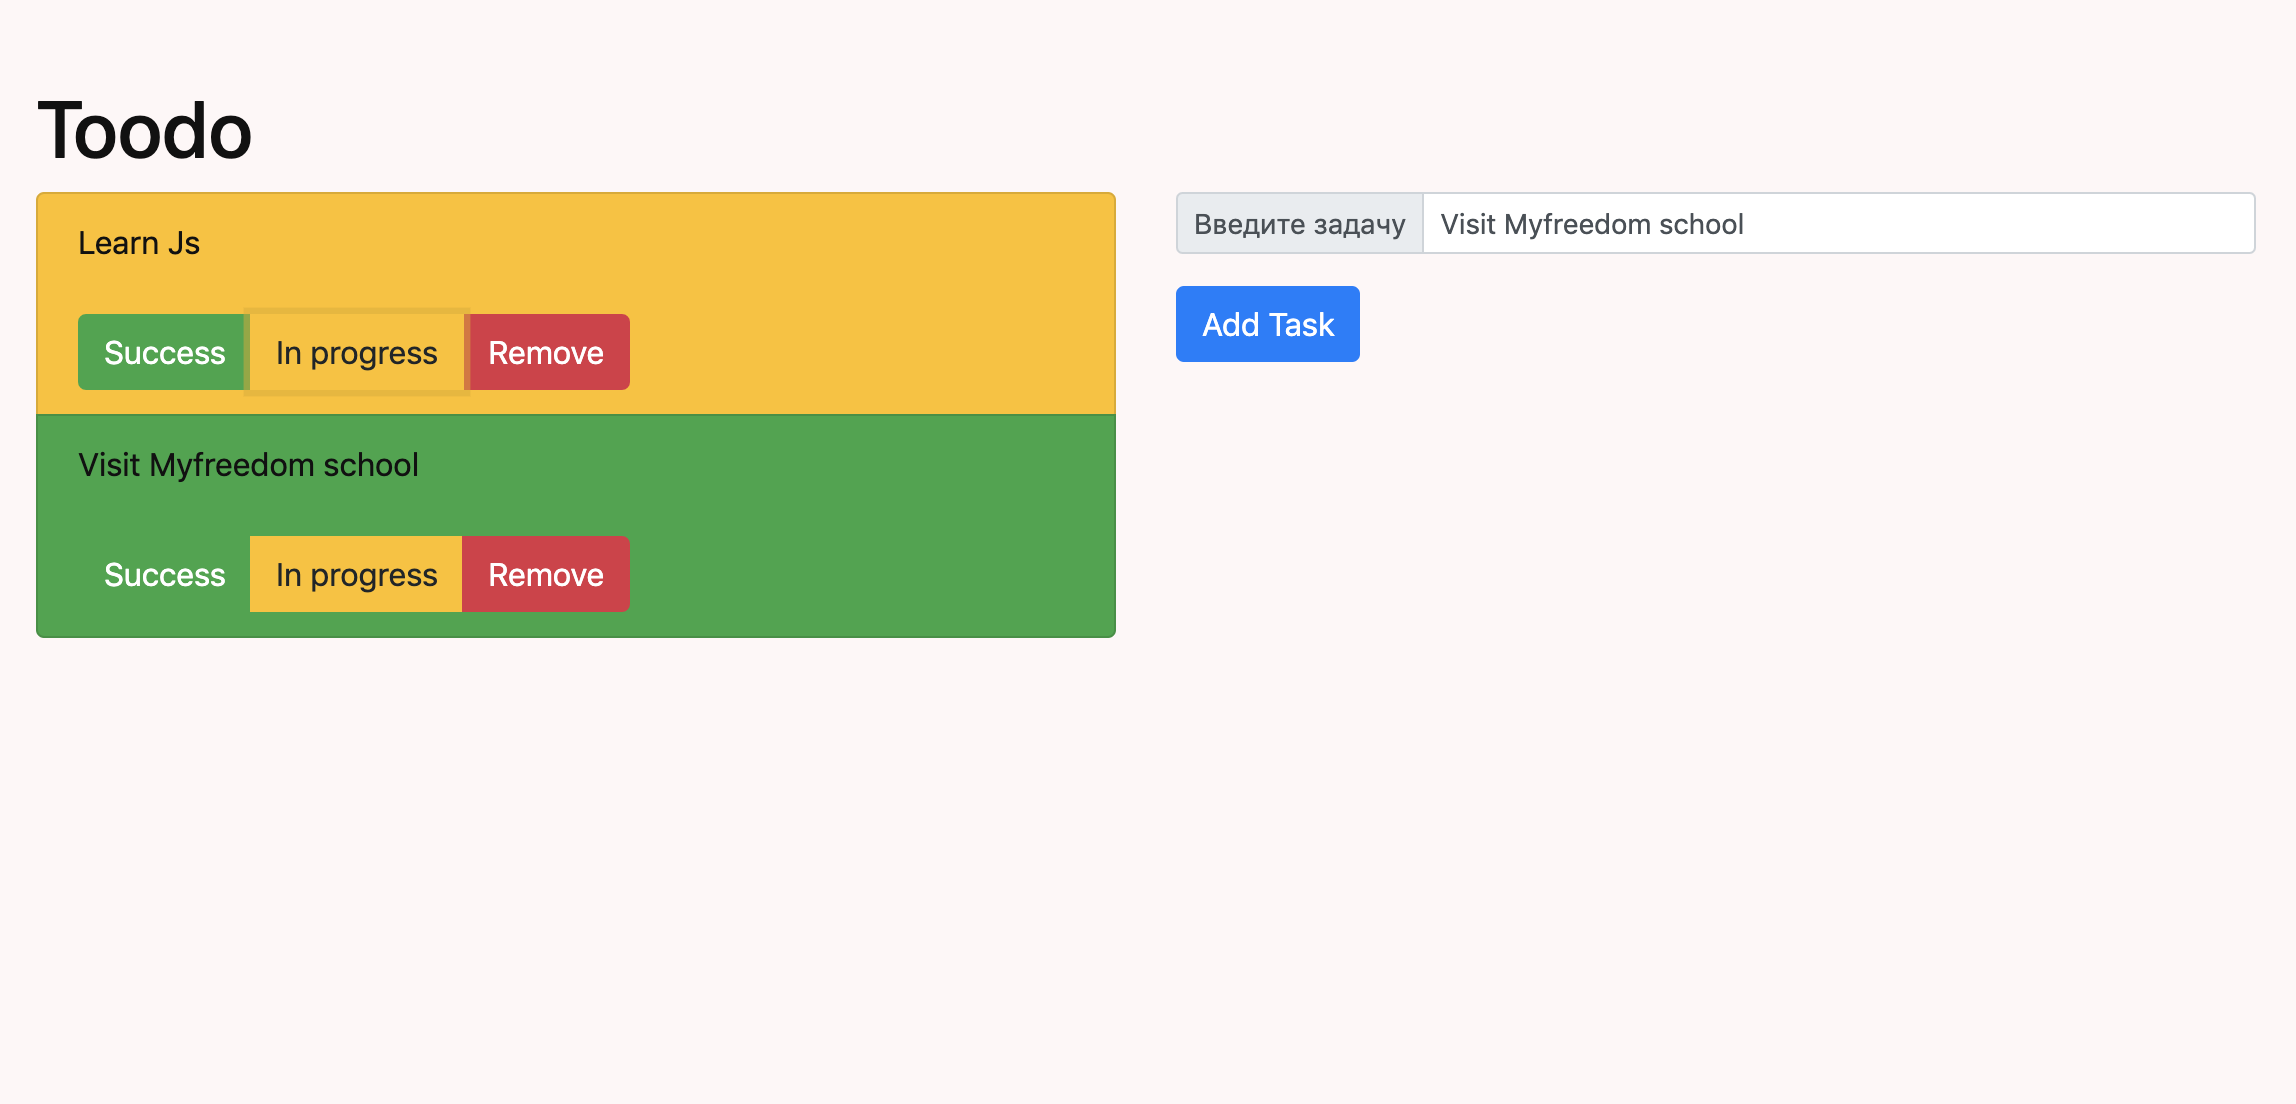 Toodo
Learn Js
Success In progress Remove
Visit Myfreedom school
Success In progress Remove
Введите задачу Visit Myfreedom school
Add Task